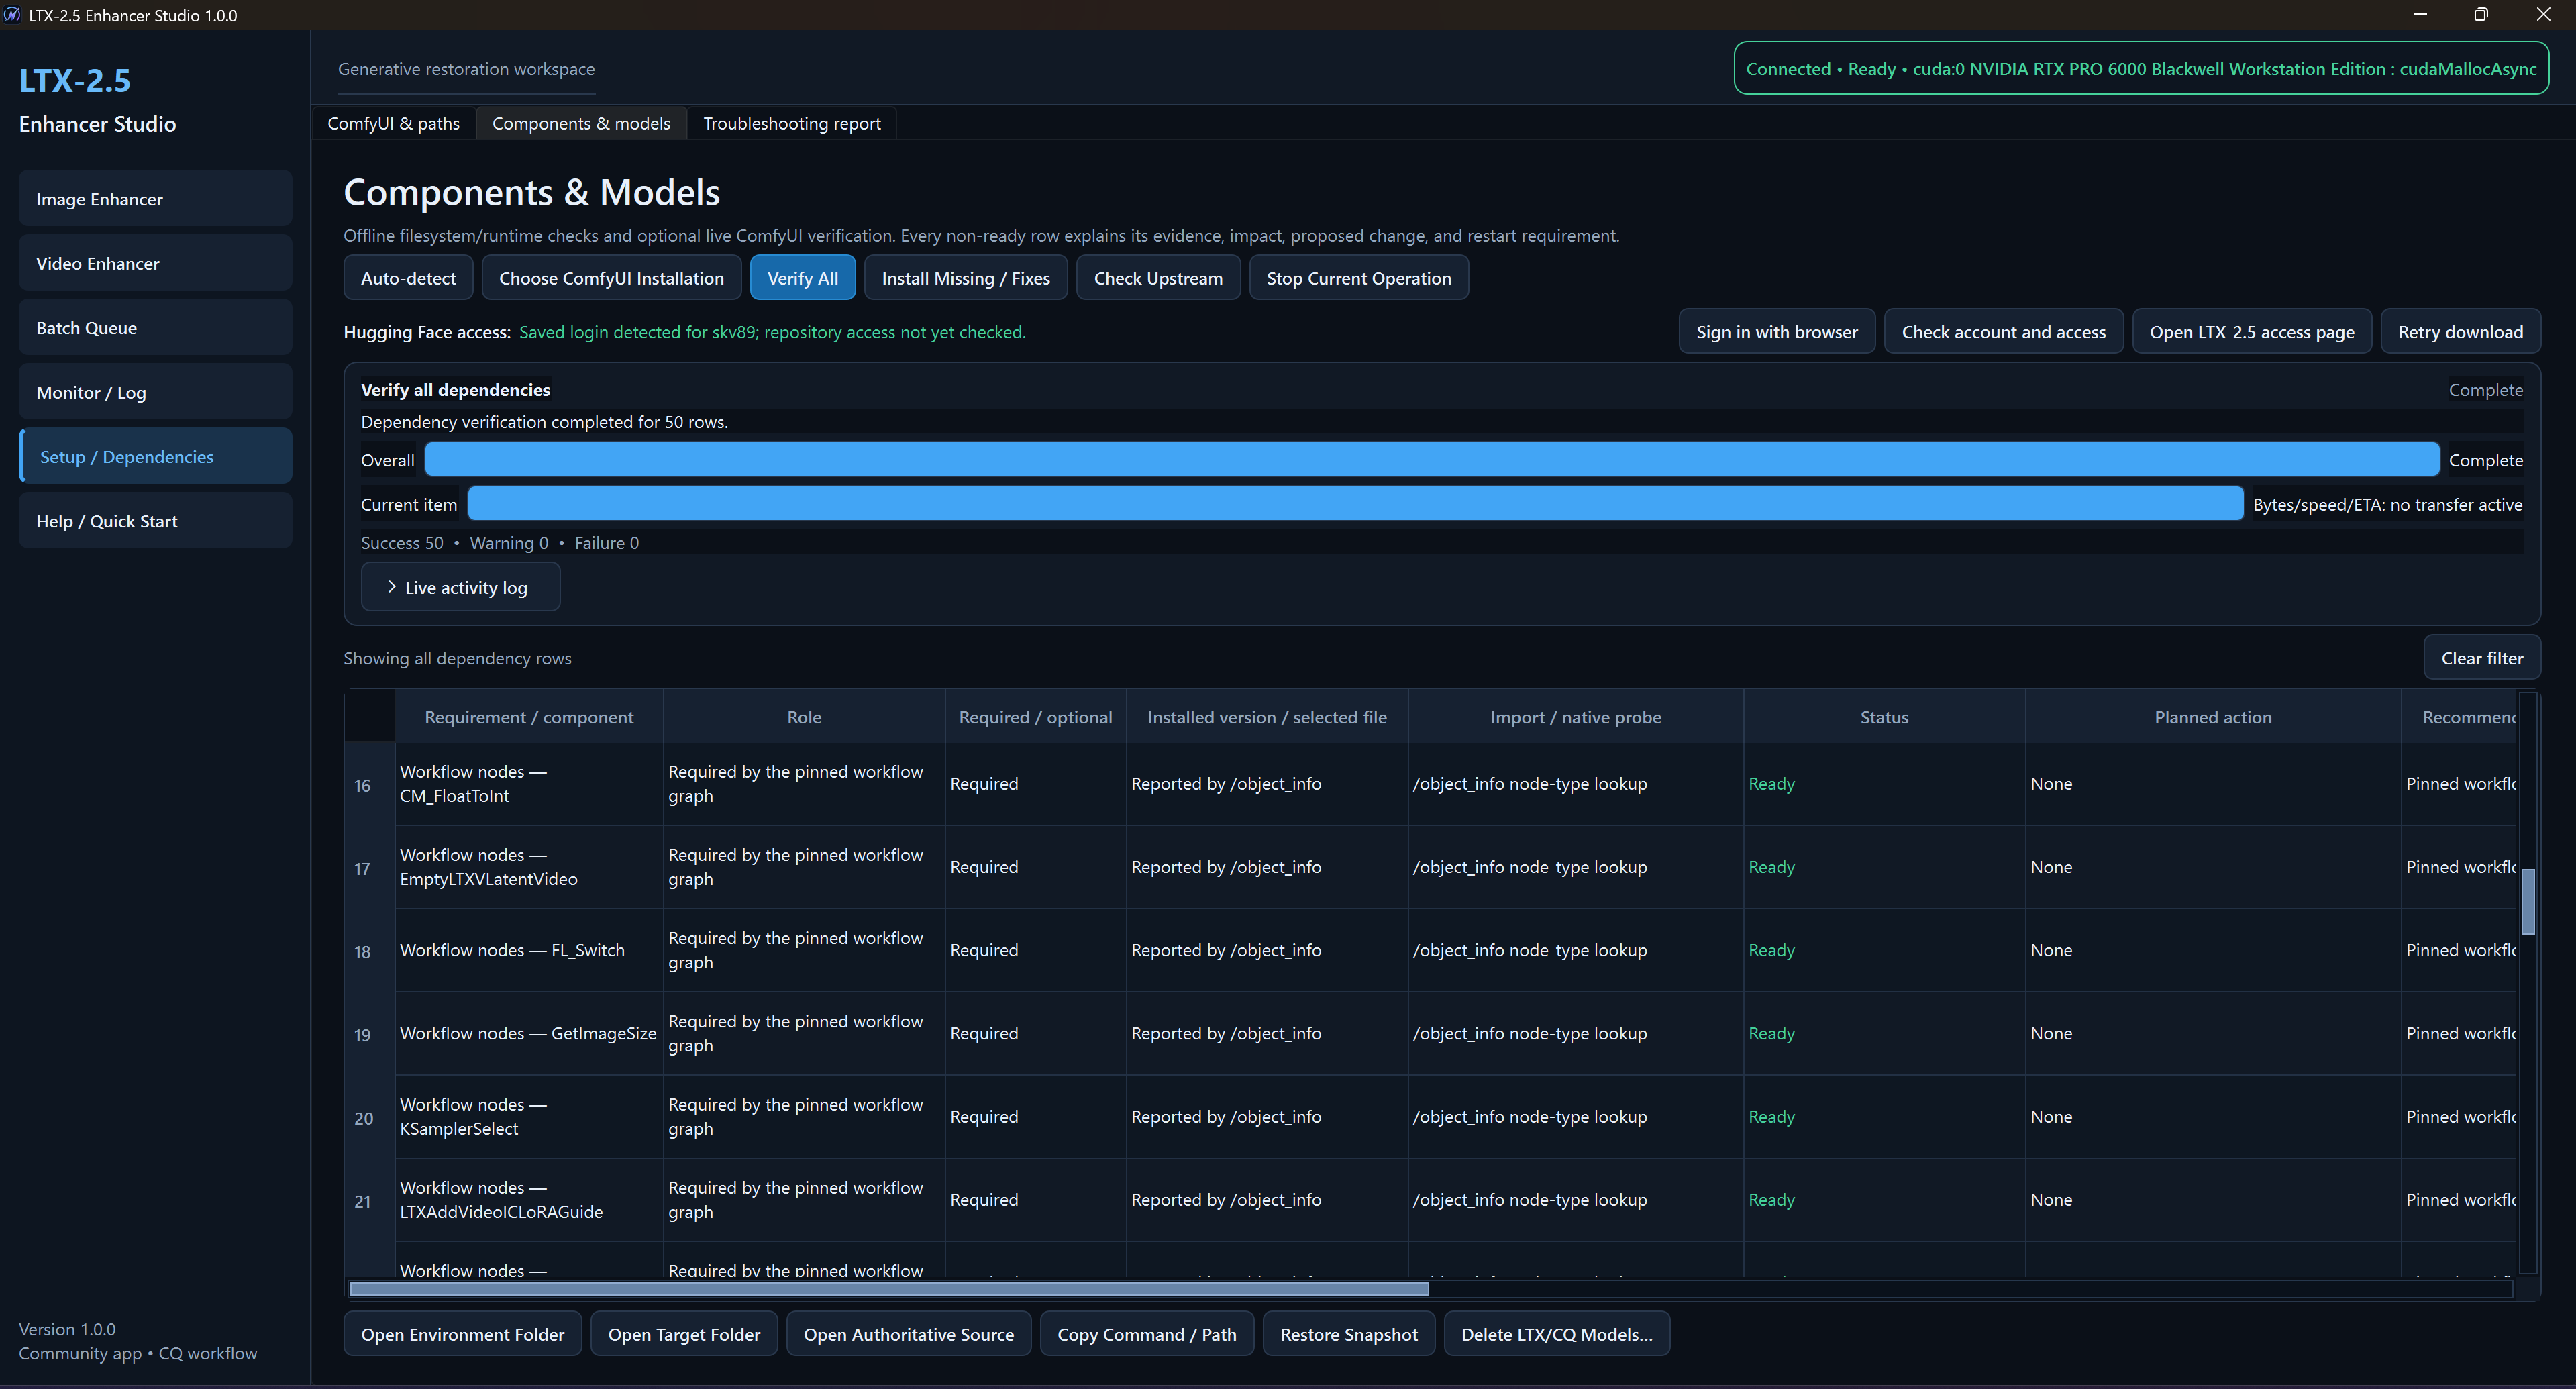 LTX-2.5 Enhancer Studio 1.0.0
LTX-2.5
Enhancer Studio
Image Enhancer
Video Enhancer
Batch Queue
Monitor / Log
Setup / Dependencies
Help / Quick Start
Version 1.0.0
Community app • CQ workflow
Generative restoration workspace
Connected • Ready • cuda:0 NVIDIA RTX PRO 6000 Blackwell Workstation Edition : cudaMallocAsync
ComfyUI & paths
Components & models
Troubleshooting report
Components & Models
Offline filesystem/runtime checks and optional live ComfyUI verification. Every non-ready row explains its evidence, impact, proposed change, and restart requirement.
Auto-detect
Choose ComfyUI Installation
Verify All
Install Missing / Fixes
Check Upstream
Stop Current Operation
Hugging Face access: Saved login detected for skv89; repository access not yet checked.
Sign in with browser
Check account and access
Open LTX-2.5 access page
Retry download
Verify all dependencies
Complete
Dependency verification completed for 50 rows.
Overall
Complete
Current item
Bytes/speed/ETA: no transfer active
Success 50 • Warning 0 • Failure 0
Live activity log
Showing all dependency rows
Clear filter
Requirement / component
Role
Required / optional
Installed version / selected file
Import / native probe
Status
Planned action
Recommend
16
Workflow nodes —
CM_FloatToInt
Required by the pinned workflow
graph
Required
Reported by /object_info
/object_info node-type lookup
Ready
None
Pinned workflo
17
Workflow nodes —
EmptyLTXVLatentVideo
Required by the pinned workflow
graph
Required
Reported by /object_info
/object_info node-type lookup
Ready
None
Pinned workflo
18
Workflow nodes — FL_Switch
Required by the pinned workflow
graph
Required
Reported by /object_info
/object_info node-type lookup
Ready
None
Pinned workflo
19
Workflow nodes — GetImageSize
Required by the pinned workflow
graph
Required
Reported by /object_info
/object_info node-type lookup
Ready
None
Pinned workflo
20
Workflow nodes —
KSamplerSelect
Required by the pinned workflow
graph
Required
Reported by /object_info
/object_info node-type lookup
Ready
None
Pinned workflo
21
Workflow nodes —
LTXAddVideoICLoRAGuide
Required by the pinned workflow
graph
Required
Reported by /object_info
/object_info node-type lookup
Ready
None
Pinned workflo
Workflow nodes —
Required by the pinned workflow
Open Environment Folder
Open Target Folder
Open Authoritative Source
Copy Command / Path
Restore Snapshot
Delete LTX/CQ Models...